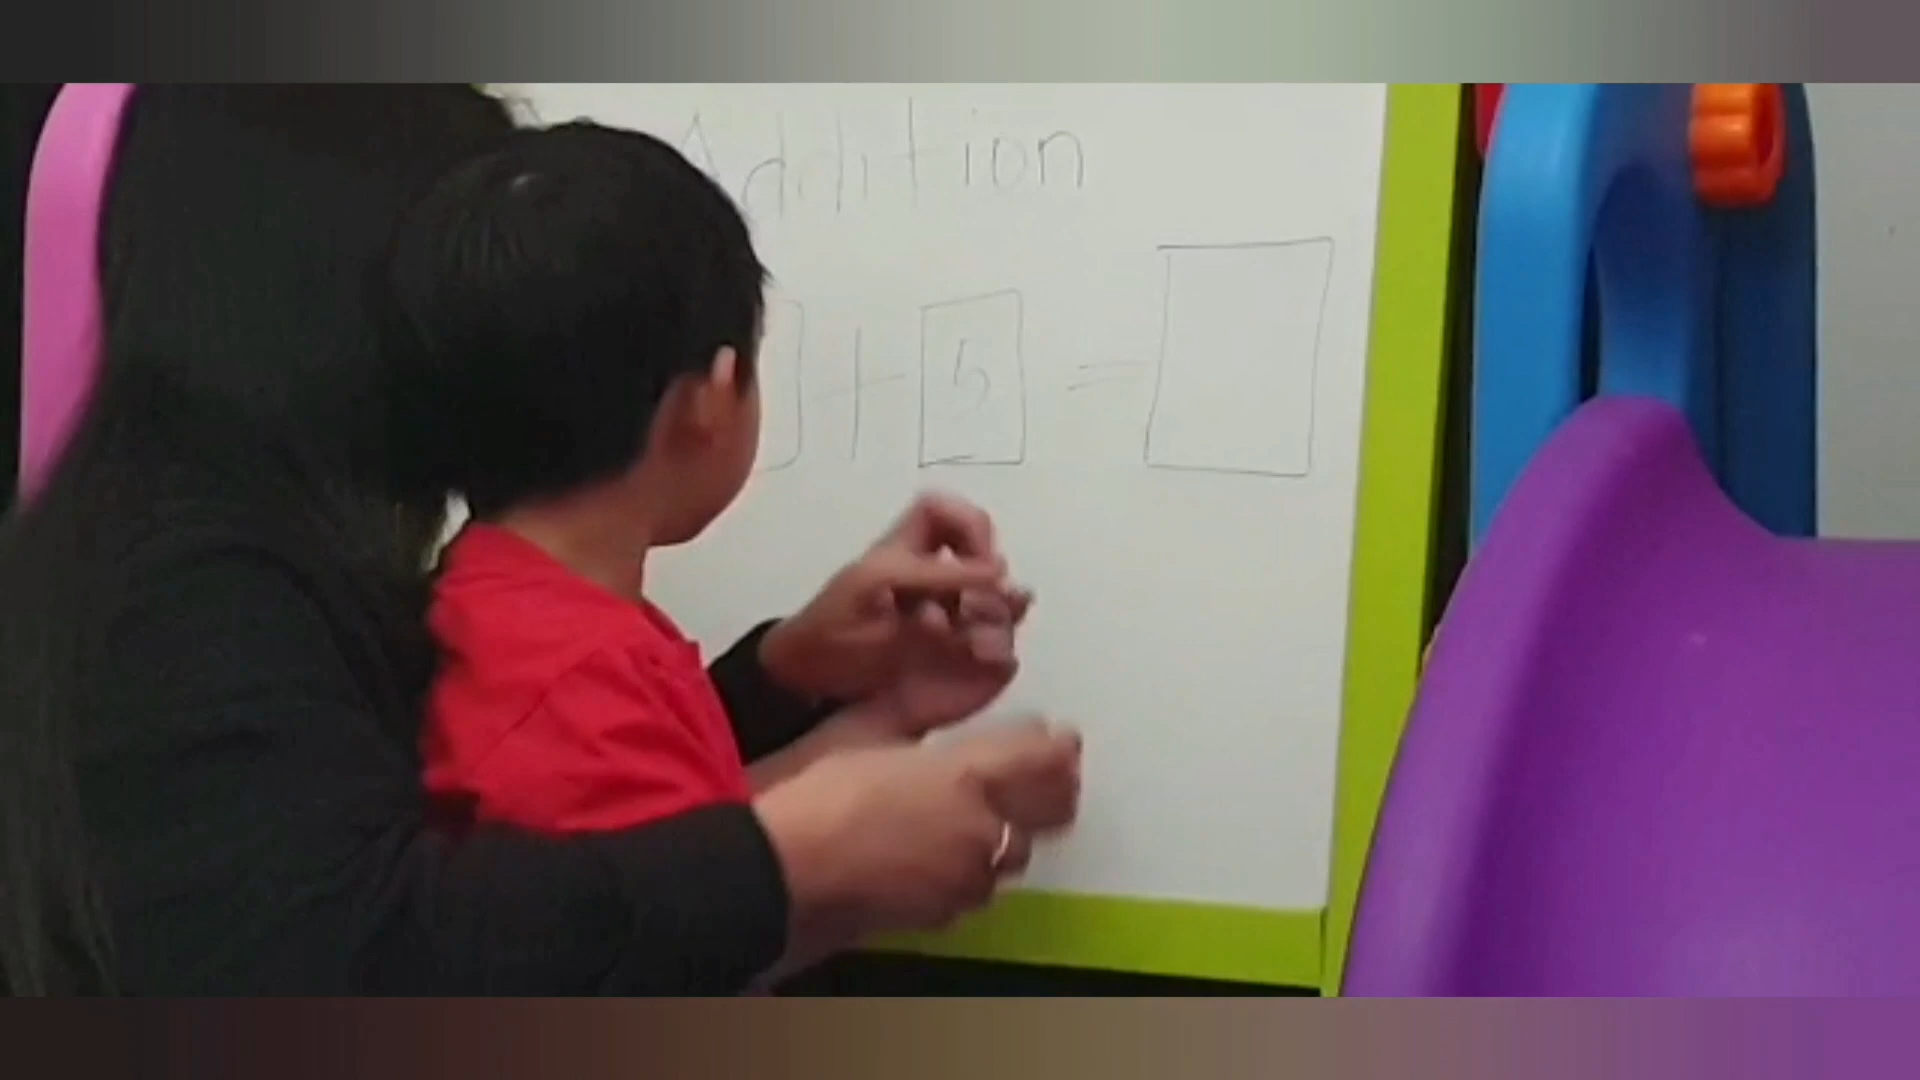 Addition
+ 5 =